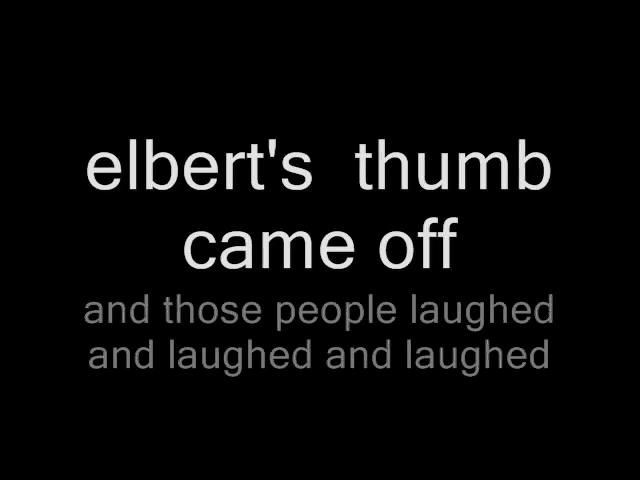 elbert's  thumb
came off
and those people laughed
and laughed and laughed